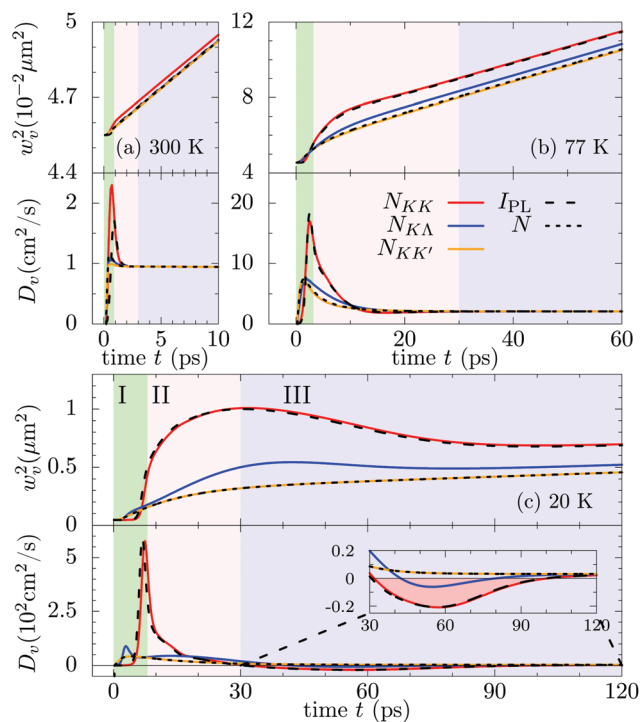 5
4.7
4.4
w_v^2(10^{-2}μm^2)
(a) 300 K
12
8
4
(b) 77 K
2
1
0
D_v(cm^2/s)
0 5 10
time t (ps)
20
10
0
N_{KK}
N_{KΛ}
N_{KK′}
I_{PL}
N
0 20 40 60
time t (ps)
I II III
1
0.5
0
w_v^2(μm^2)
(c) 20 K
5
2.5
0
D_v(10^2cm^2/s)
0.2
0
-0.2
30 60 90 120
0 30 60 90 120
time t (ps)